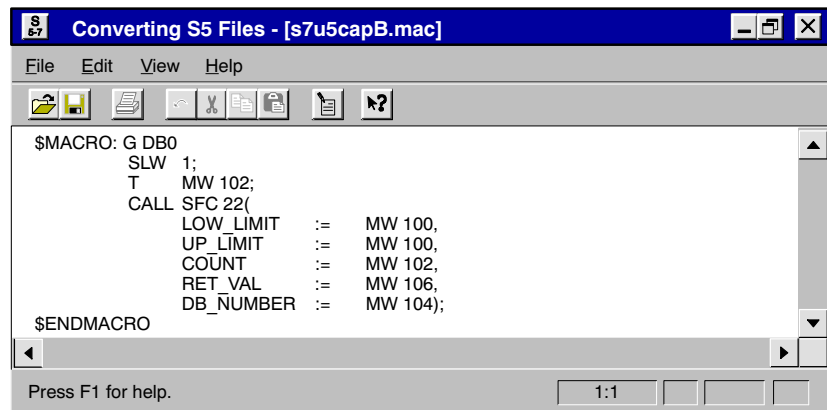 S 5-7 Converting S5 Files - [s7u5capB.mac]
File Edit View Help
$MACRO: G DB0
SLW 1;
T MW 102;
CALL SFC 22(
LOW_LIMIT := MW 100,
UP_LIMIT := MW 100,
COUNT := MW 102,
RET_VAL := MW 106,
DB_NUMBER := MW 104);
$ENDMACRO
Press F1 for help. 1:1